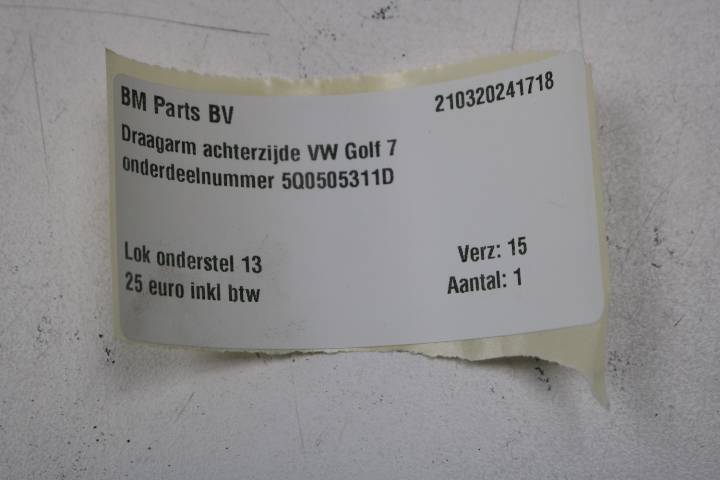 BM Parts BV
210320241718
Draagarm achterzijde VW Golf 7
onderdeelnummer 5Q0505311D
Lok onderstel 13
Verz: 15
25 euro inkl btw
Aantal: 1